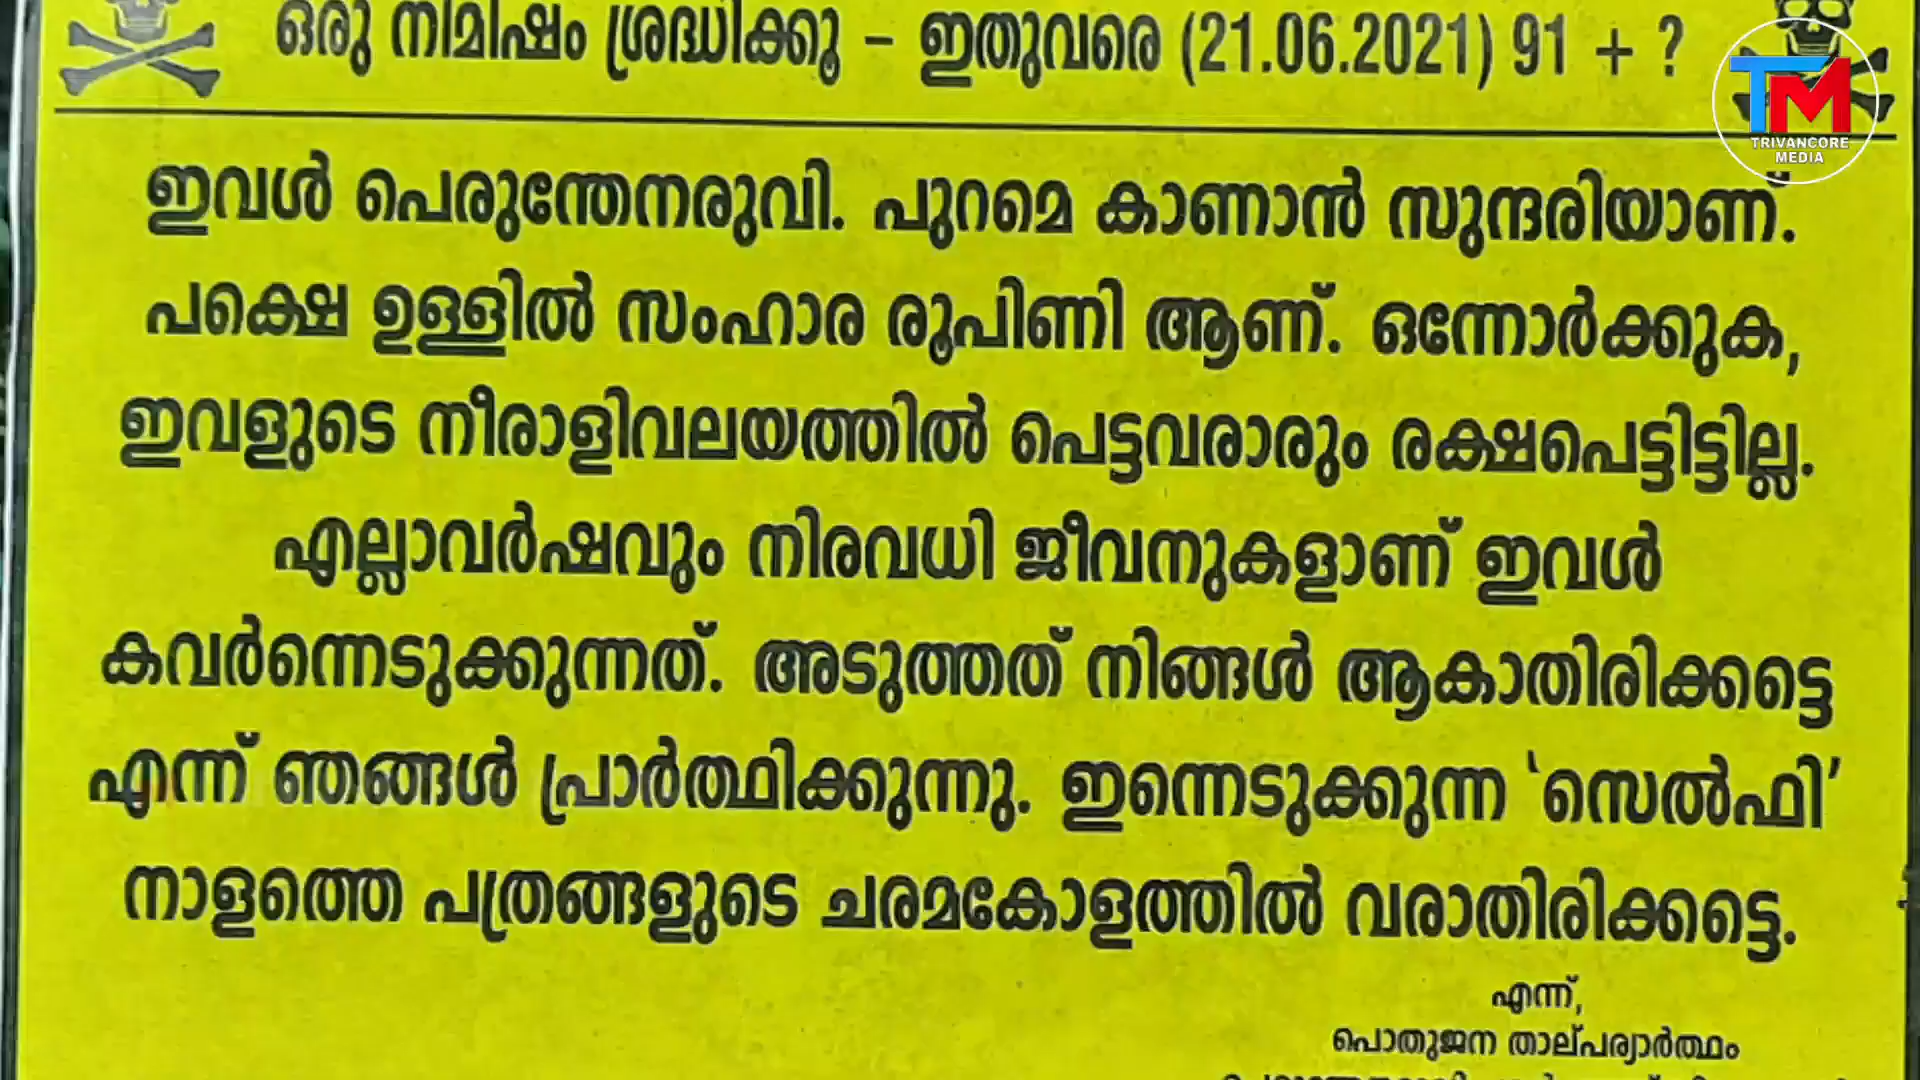 ഒരു നിമിഷം ശ്രദ്ധിക്കൂ - ഇതുവരെ (21.06.2021) 91 + ?
TM
TRIVANCORE
MEDIA
ഇവൾ പെരുന്തേനരുവി. പുറമെ കാണാൻ സുന്ദരിയാണ്.
പക്ഷെ ഉള്ളിൽ സംഹാര രൂപിണി ആണ്. ഒന്നോർക്കുക,
ഇവളുടെ നീരാളിവലയത്തിൽ പെട്ടവരാരും രക്ഷപെട്ടിട്ടില്ല.
എല്ലാവർഷവും നിരവധി ജീവനുകളാണ് ഇവൾ
കവർന്നെടുക്കുന്നത്. അടുത്തത് നിങ്ങൾ ആകാതിരിക്കട്ടെ
എന്ന് ഞങ്ങൾ പ്രാർത്ഥിക്കുന്നു. ഇന്നെടുക്കുന്ന 'സെൽഫി'
നാളത്തെ പത്രങ്ങളുടെ ചരമകോളത്തിൽ വരാതിരിക്കട്ടെ.
എന്ന്,
പൊതുജന താല്പര്യാർത്ഥം